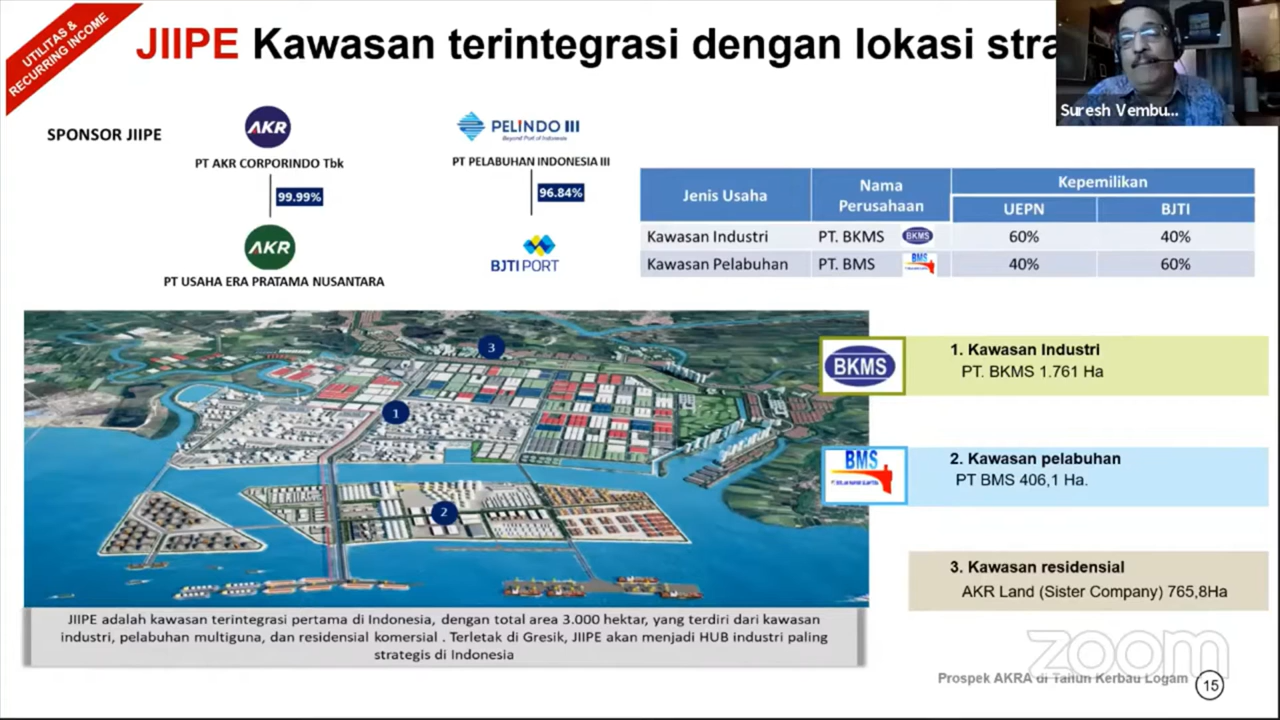 UTILITAS &
RECURRING INCOME
JIIPE Kawasan terintegrasi dengan lokasi stra
Suresh Vembu...
SPONSOR JIIPE
AKR
PT AKR CORPORINDO Tbk
99.99%
AKR
PT USAHA ERA PRATAMA NUSANTARA
PELINDO III
Beyond Port of Indonesia
PT PELABUHAN INDONESIA III
96.84%
BJTI PORT
Jenis Usaha
Nama
Perusahaan
Kepemilikan
UEPN
BJTI
Kawasan Industri
PT. BKMS
BKMS
60%
40%
Kawasan Pelabuhan
PT. BMS
BMS
40%
60%
3
1
2
BKMS
1. Kawasan Industri
PT. BKMS 1.761 Ha
BMS
2. Kawasan pelabuhan
PT BMS 406,1 Ha.
3. Kawasan residensial
AKR Land (Sister Company) 765,8Ha
JIIPE adalah kawasan terintegrasi pertama di Indonesia, dengan total area 3.000 hektar, yang terdiri dari kawasan
industri, pelabuhan multiguna, dan residensial komersial . Terletak di Gresik, JIIPE akan menjadi HUB industri paling
strategis di Indonesia
zoom
Prospek AKRA di Tahun Kerbau Logam
15